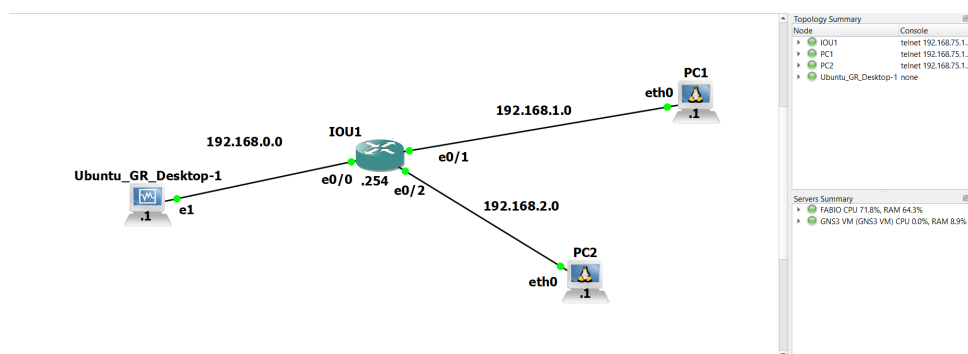 PC1
eth0
.1
192.168.1.0
IOU1
192.168.0.0
e0/1
Ubuntu_GR_Desktop-1
e0/0
.254
e0/2
e1
.1
192.168.2.0
PC2
eth0
.1
Topology Summary
Node Console
IOU1 telnet 192.168.75.1...
PC1 telnet 192.168.75.1...
PC2 telnet 192.168.75.1...
Ubuntu_GR_Desktop-1 none
Servers Summary
FABIO CPU 71.8%, RAM 64.3%
GNS3 VM (GNS3 VM) CPU 0.0%, RAM 8.9%